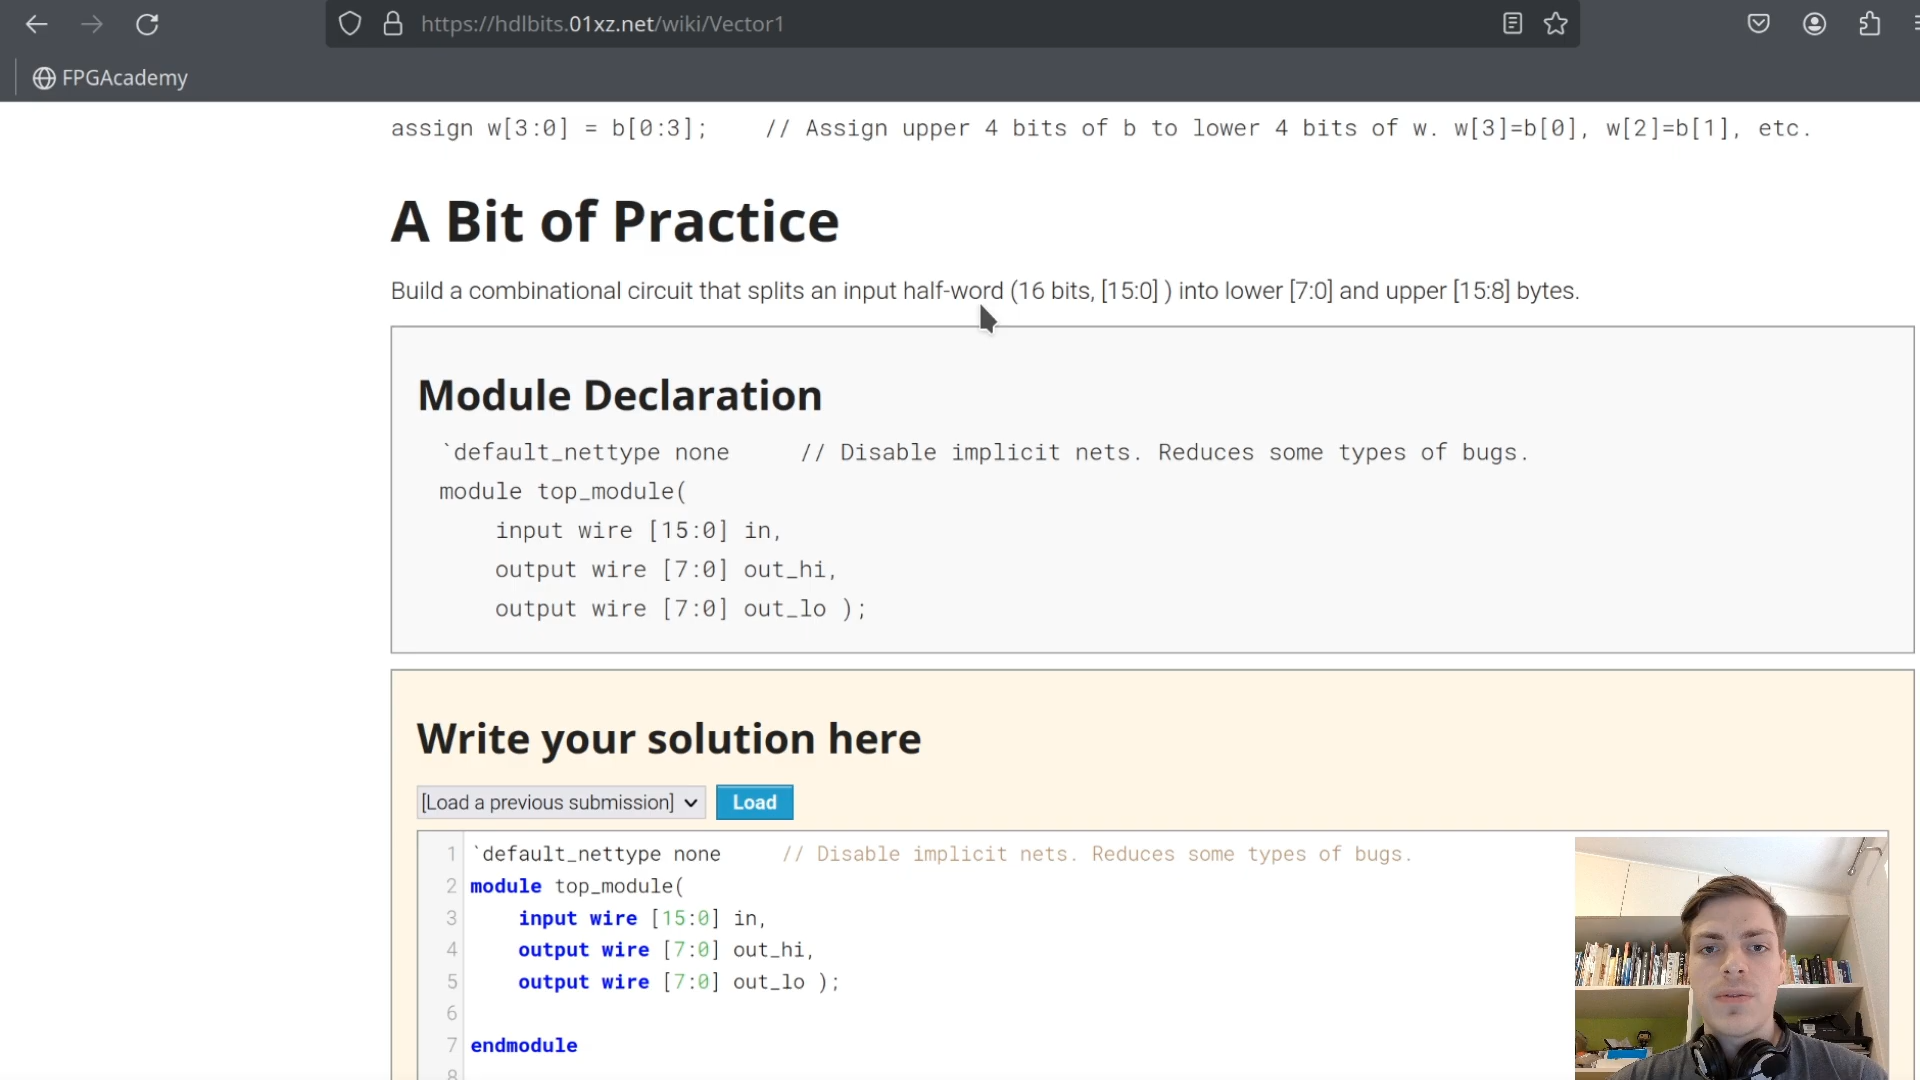 https://hdlbits.01xz.net/wiki/Vector1
FPGAcademy
assign w[3:0] = b[0:3];    // Assign upper 4 bits of b to lower 4 bits of w. w[3]=b[0], w[2]=b[1], etc.
A Bit of Practice
Build a combinational circuit that splits an input half-word (16 bits, [15:0] ) into lower [7:0] and upper [15:8] bytes.
Module Declaration
`default_nettype none     // Disable implicit nets. Reduces some types of bugs.
module top_module(
    input wire [15:0] in,
    output wire [7:0] out_hi,
    output wire [7:0] out_lo );
Write your solution here
[Load a previous submission] Load
1 `default_nettype none     // Disable implicit nets. Reduces some types of bugs.
2 module top_module(
3     input wire [15:0] in,
4     output wire [7:0] out_hi,
5     output wire [7:0] out_lo );
6
7 endmodule
8